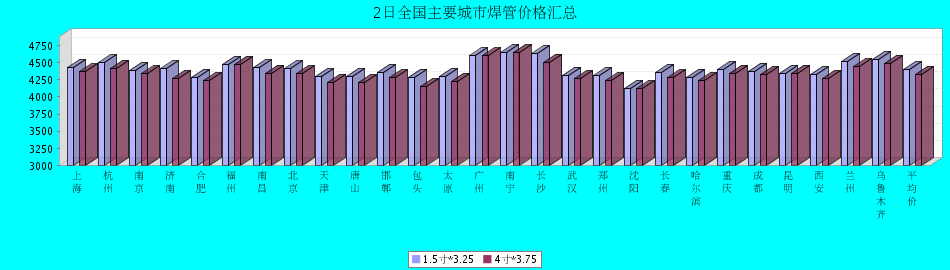 2日全国主要城市焊管价格汇总
4750
4500
4250
4000
3750
3500
3250
3000
上海 杭州 南京 济南 合肥 福州 南昌 北京 天津 唐山 邯郸 包头 太原 广州 南宁 长沙 武汉 郑州 沈阳 长春 哈尔滨 重庆 成都 昆明 西安 兰州 乌鲁木齐 平均价
1.5寸*3.25 4寸*3.75